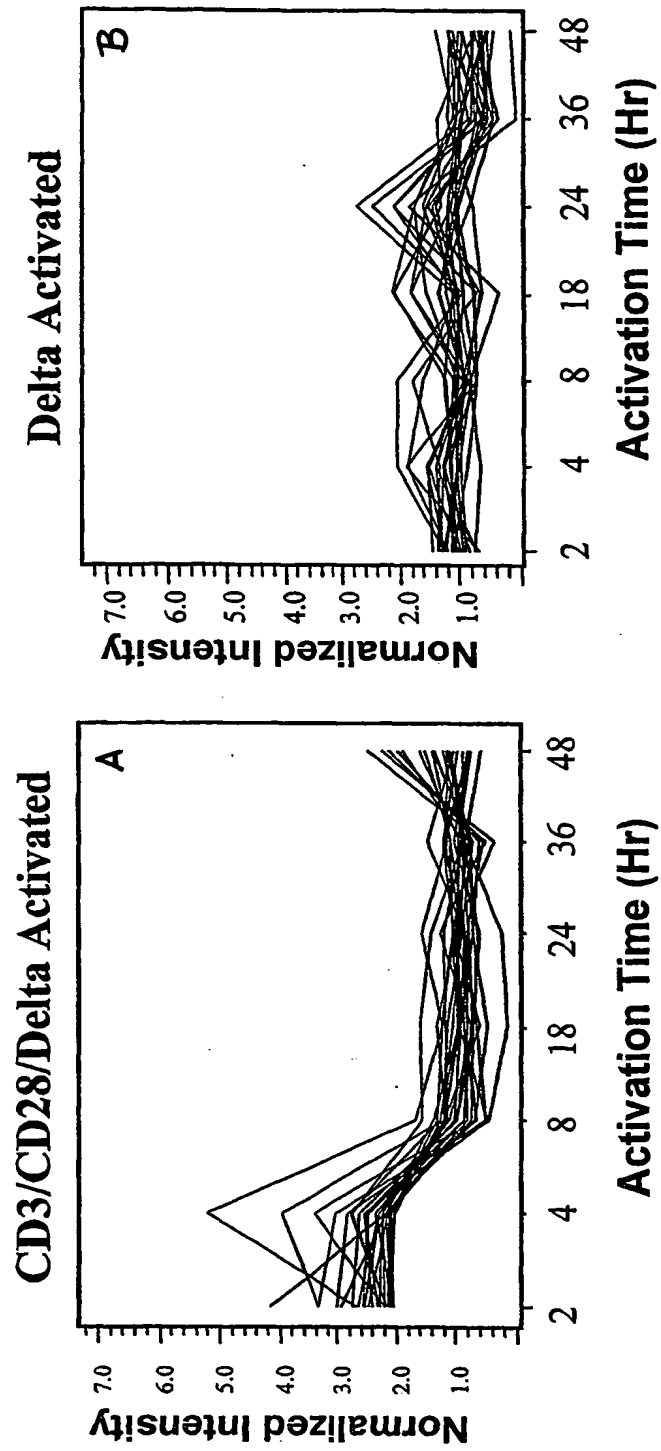 CD3/CD28/Delta Activated
A
Normalized Intensity
7.0
6.0
5.0
4.0
3.0
2.0
1.0
2 4 8 18 24 36 48
Activation Time (Hr)
Delta Activated
B
Normalized Intensity
7.0
6.0
5.0
4.0
3.0
2.0
1.0
2 4 8 18 24 36 48
Activation Time (Hr)